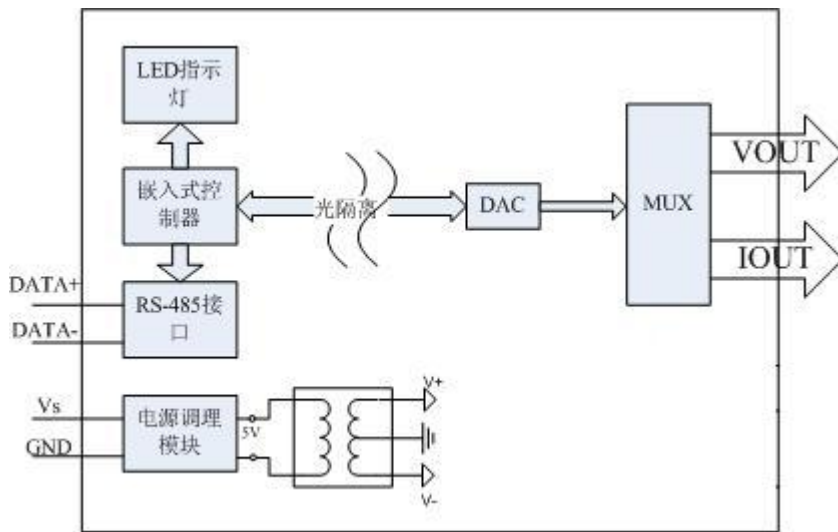 LED指示
灯
嵌入式控
制器
光隔离
DAC
MUX
VOUT
IOUT
DATA+
DATA-
RS-485接
口
Vs
GND
电源调理
模块
5V
V+
V-